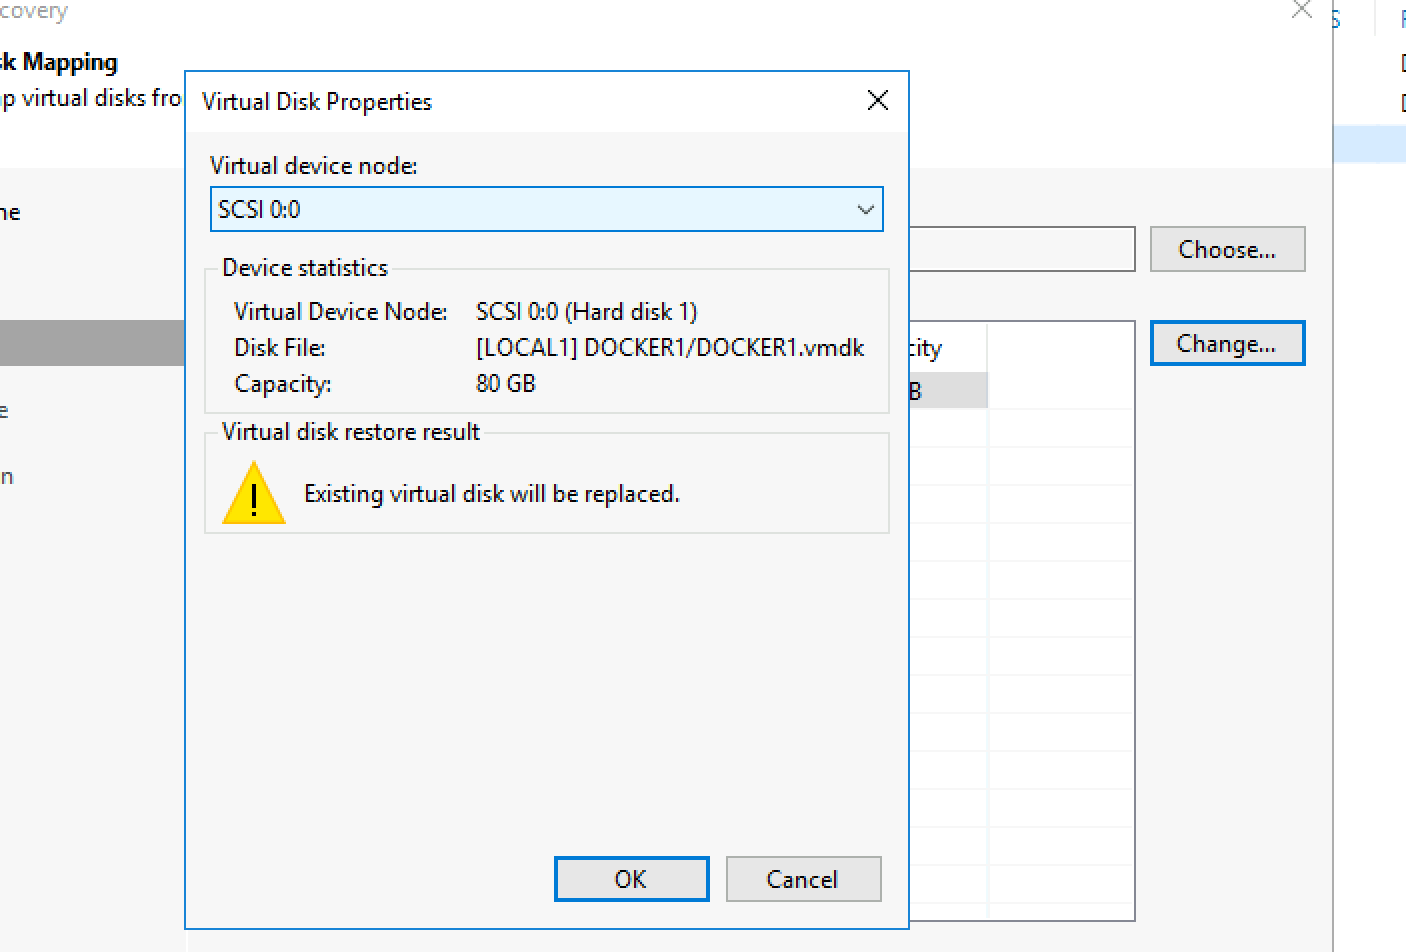 covery
sk Mapping
p virtual disks fro
Virtual Disk Properties
Virtual device node:
ne
SCSI 0:0
Choose...
Device statistics
Virtual Device Node: SCSI 0:0 (Hard disk 1)
Disk File: [LOCAL1] DOCKER1/DOCKER1.vmdk
Capacity: 80 GB
city
Change...
B
e
Virtual disk restore result
n
Existing virtual disk will be replaced.
OK
Cancel